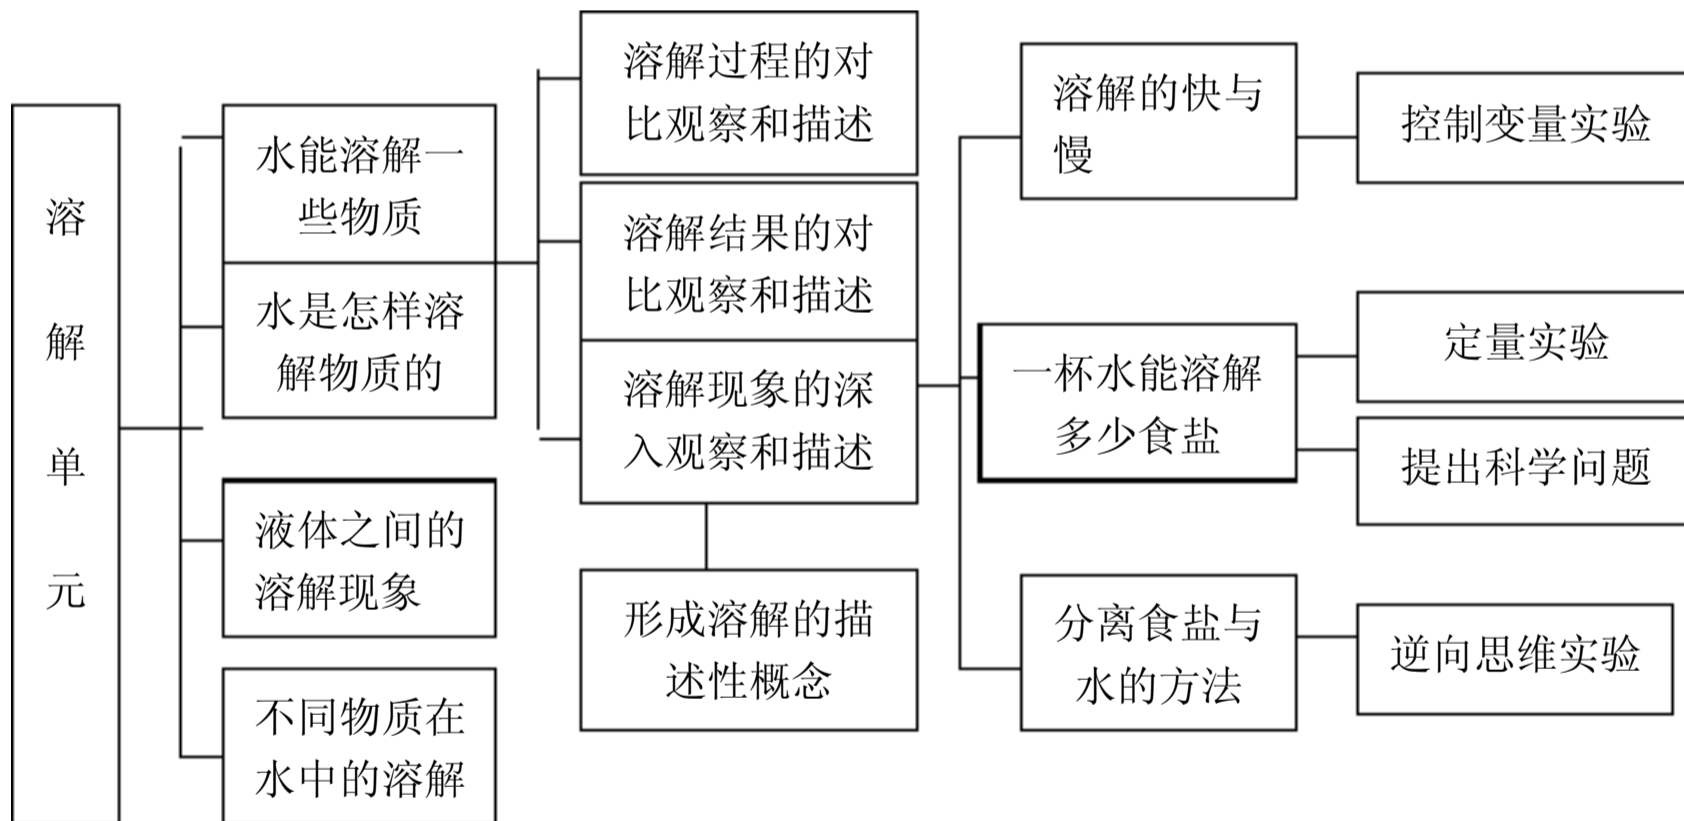 溶
解
单
元
水能溶解一
些物质
水是怎样溶
解物质的
液体之间的
溶解现象
不同物质在
水中的溶解
溶解过程的对
比观察和描述
溶解结果的对
比观察和描述
溶解现象的深
入观察和描述
形成溶解的描
述性概念
溶解的快与
慢
一杯水能溶解
多少食盐
分离食盐与
水的方法
控制变量实验
定量实验
提出科学问题
逆向思维实验